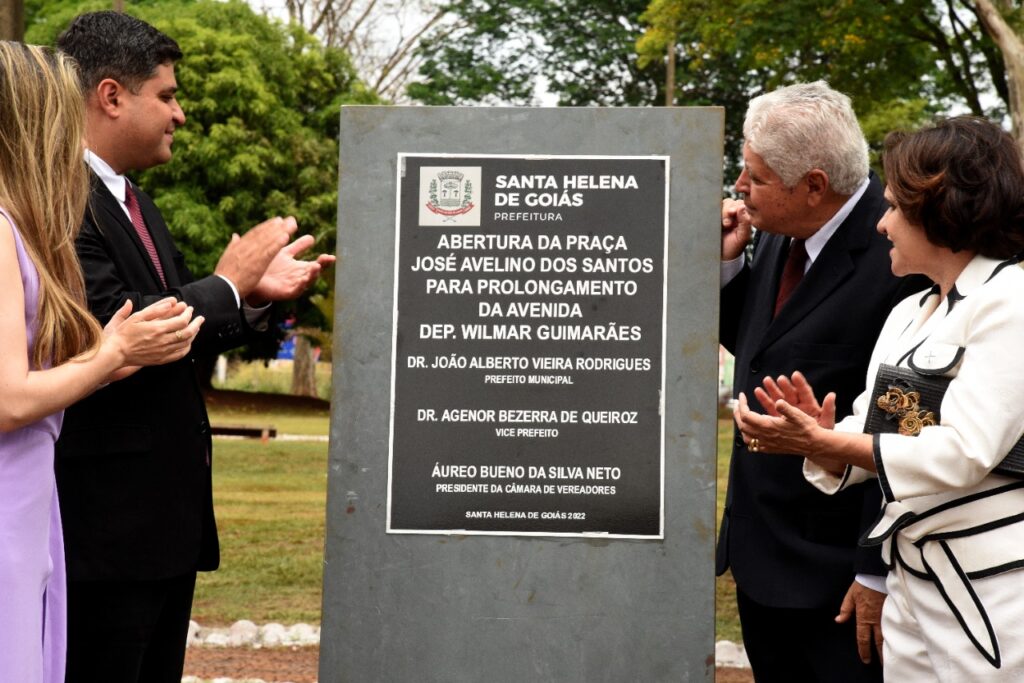 SANTA HELENA
DE GOIÁS
PREFEITURA
ABERTURA DA PRAÇA
JOSÉ AVELINO DOS SANTOS
PARA PROLONGAMENTO
DA AVENIDA
DEP. WILMAR GUIMARÃES
DR. JOÃO ALBERTO VIEIRA RODRIGUES
PREFEITO MUNICIPAL
DR. AGENOR BEZERRA DE QUEIROZ
VICE PREFEITO
ÁUREO BUENO DA SILVA NETO
PRESIDENTE DA CÂMARA DE VEREADORES
SANTA HELENA DE GOIÁS 2022